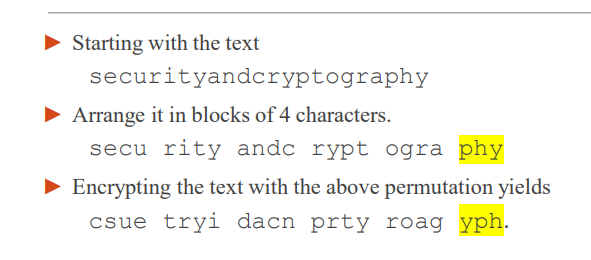 Starting with the text
securityandcryptography
Arrange it in blocks of 4 characters.
secu rity andc rypt ogra phy
Encrypting the text with the above permutation yields
csue tryi dacn prty roag yph.